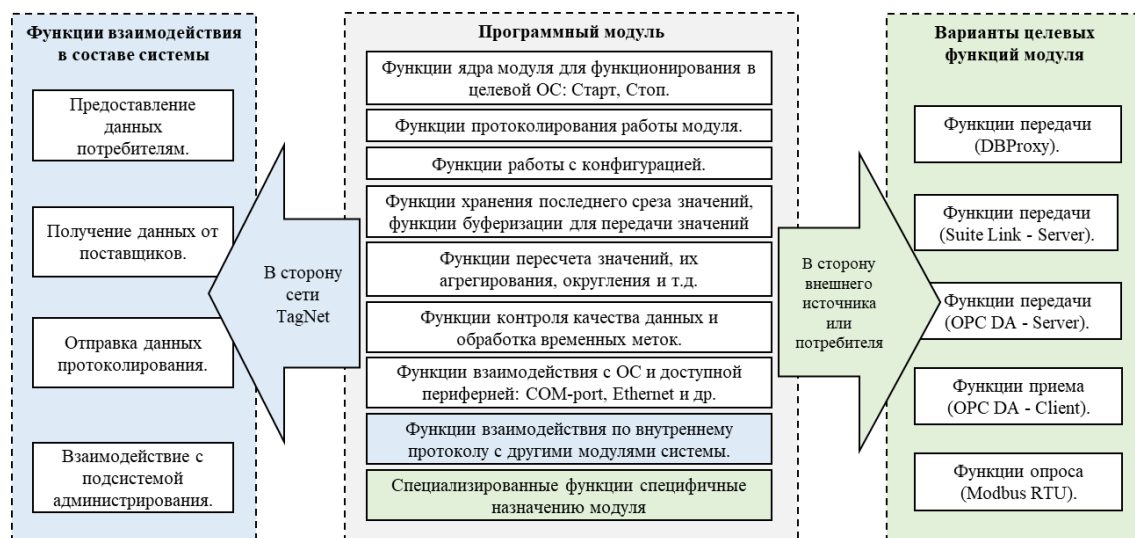 Функции взаимодействия
в составе системы
Предоставление
данных
потребителям.
Получение данных от
поставщиков.
Отправка данных
протоколирования.
Взаимодействие с
подсистемой
администрирования.
В сторону
сети
TagNet
Программный модуль
Функции ядра модуля для функционирования в
целевой ОС: Старт, Стоп.
Функции протоколирования работы модуля.
Функции работы с конфигурацией.
Функции хранения последнего среза значений,
функции буферизации для передачи значений
Функции пересчета значений, их
агрегирования, округления и т.д.
Функции контроля качества данных и
обработка временных меток.
Функции взаимодействия с ОС и доступной
периферией: COM-port, Ethernet и др.
Функции взаимодействия по внутреннему
протоколу с другими модулями системы.
Специализированные функции специфичные
назначению модуля
В сторону
внешнего
источника
или
потребителя
Варианты целевых
функций модуля
Функции передачи
(DBProxy).
Функции передачи
(Suite Link - Server).
Функции передачи
(OPC DA - Server).
Функции приема
(OPC DA - Client).
Функции опроса
(Modbus RTU).